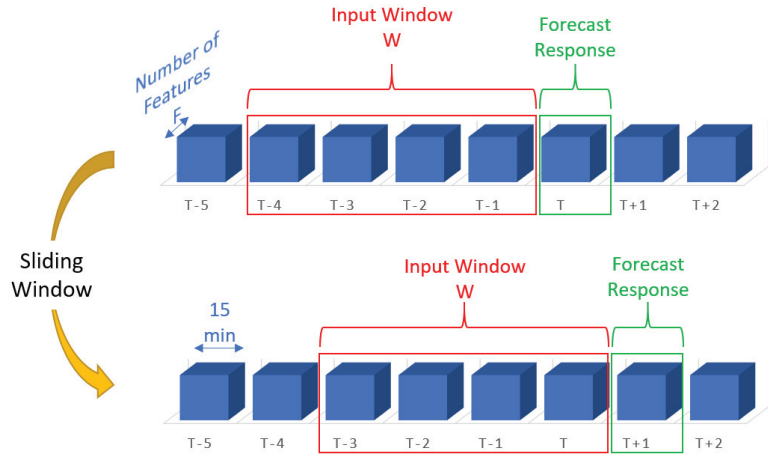 Input Window
W
Forecast
Response
Number of
Features
F
T-5 T-4 T-3 T-2 T-1 T T+1 T+2
Sliding
Window
Input Window
W
Forecast
Response
15
min
T-5 T-4 T-3 T-2 T-1 T T+1 T+2